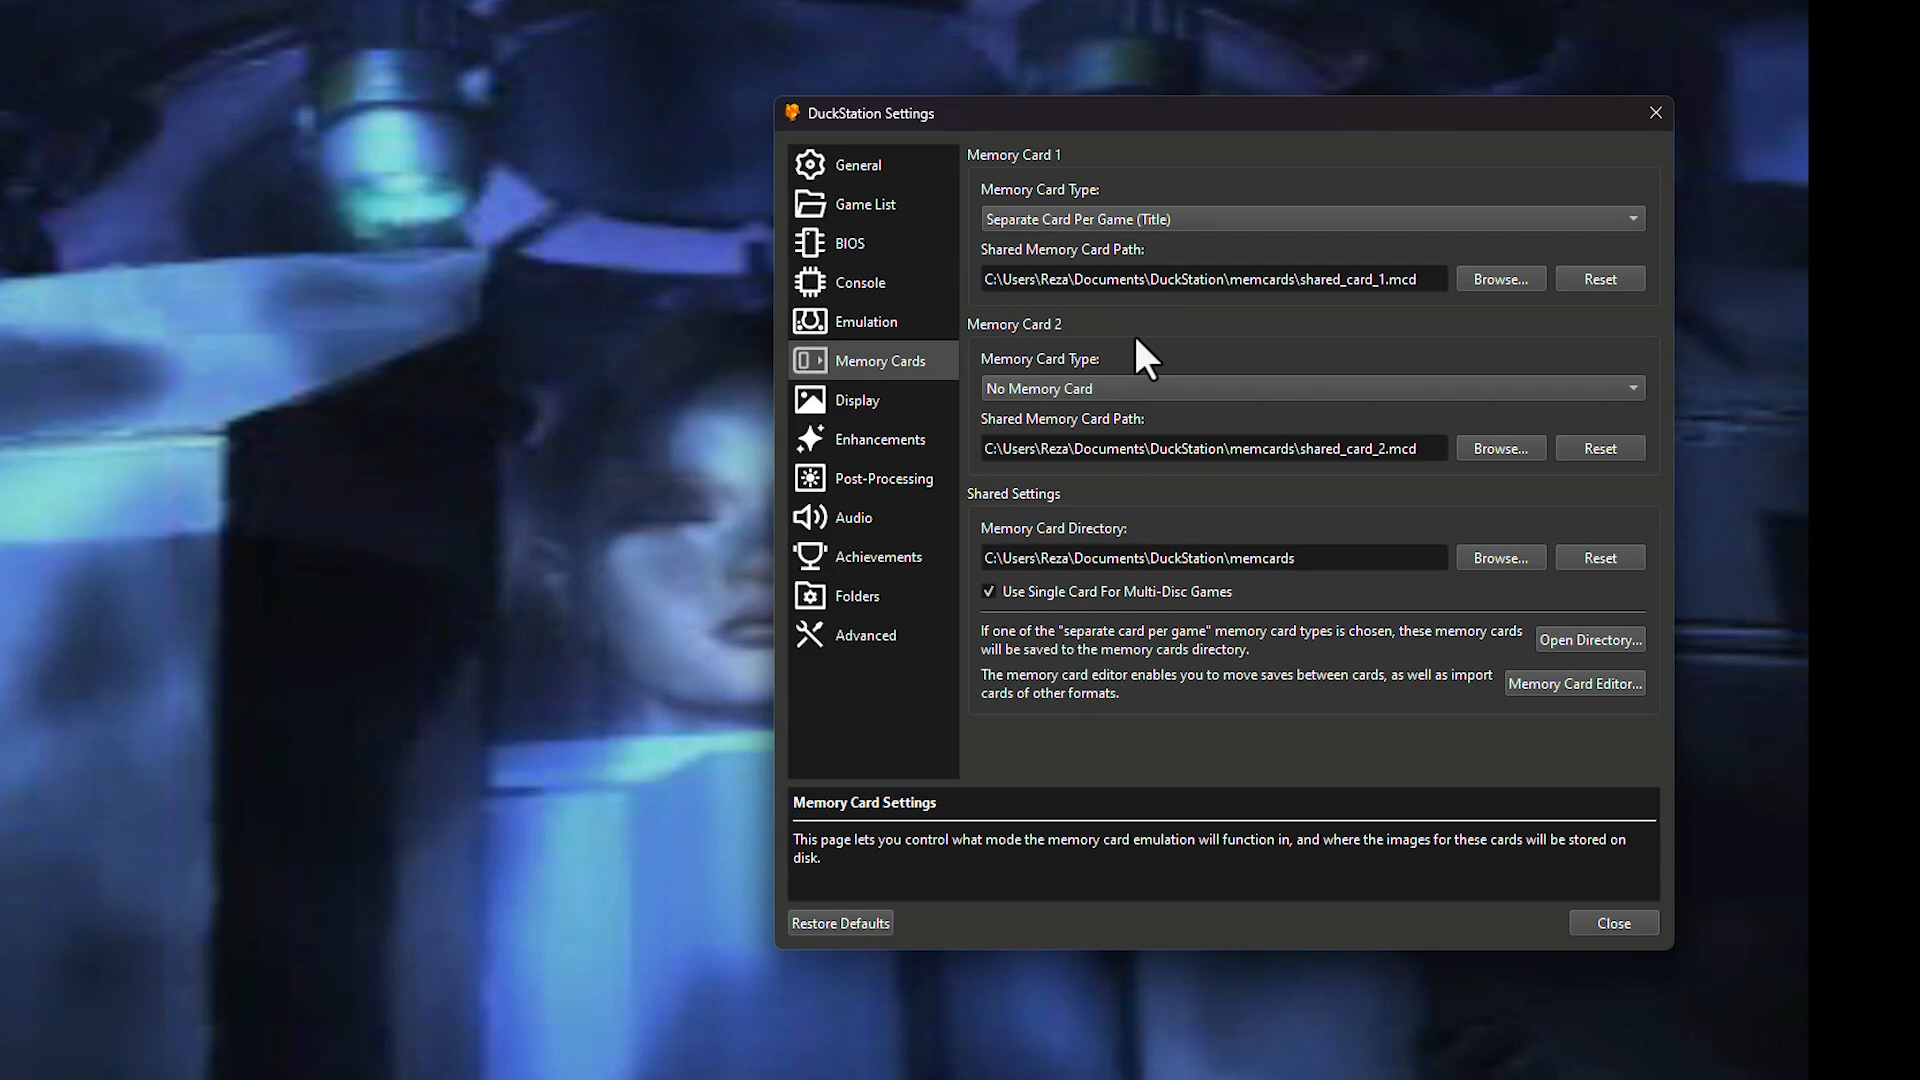 DuckStation Settings
General
Game List
BIOS
Console
Emulation
Memory Cards
Display
Enhancements
Post-Processing
Audio
Achievements
Folders
Advanced
Memory Card 1
Memory Card Type:
Separate Card Per Game (Title)
Shared Memory Card Path:
C:\Users\Reza\Documents\DuckStation\memcards\shared_card_1.mcd
Browse...
Reset
Memory Card 2
Memory Card Type:
No Memory Card
Shared Memory Card Path:
C:\Users\Reza\Documents\DuckStation\memcards\shared_card_2.mcd
Browse...
Reset
Shared Settings
Memory Card Directory:
C:\Users\Reza\Documents\DuckStation\memcards
Browse...
Reset
Use Single Card For Multi-Disc Games
If one of the "separate card per game" memory card types is chosen, these memory cards
will be saved to the memory cards directory.
Open Directory...
The memory card editor enables you to move saves between cards, as well as import
cards of other formats.
Memory Card Editor...
Memory Card Settings
This page lets you control what mode the memory card emulation will function in, and where the images for these cards will be stored on
disk.
Restore Defaults
Close